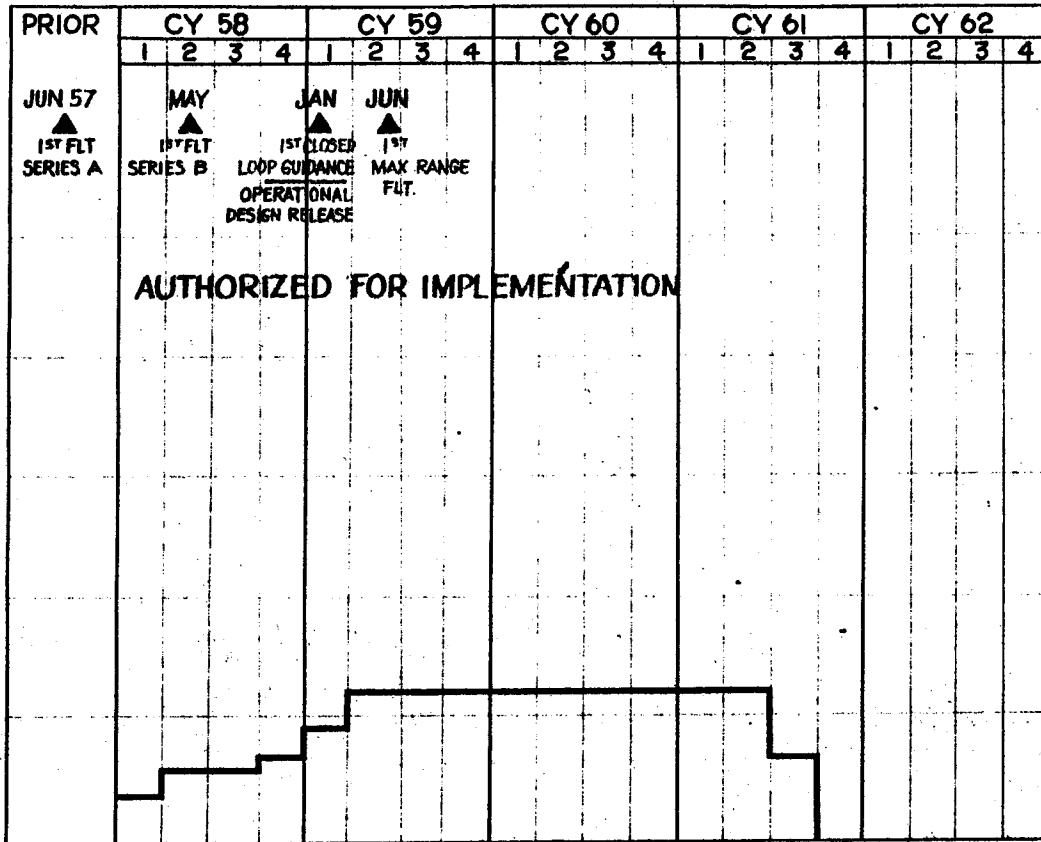 PRIOR CY 58 CY 59 CY 60 CY 61 CY 62
1 2 3 4 1 2 3 4 1 2 3 4 1 2 3 4 1 2 3 4
JUN 57 MAY JAN JUN
1ST FLT 1ST FLT 1ST CLOSED 1ST
SERIES A SERIES B LOOP GUIDANCE MAX RANGE
FLT.
OPERATIONAL
DESIGN RELEASE
AUTHORIZED FOR IMPLEMENTATION